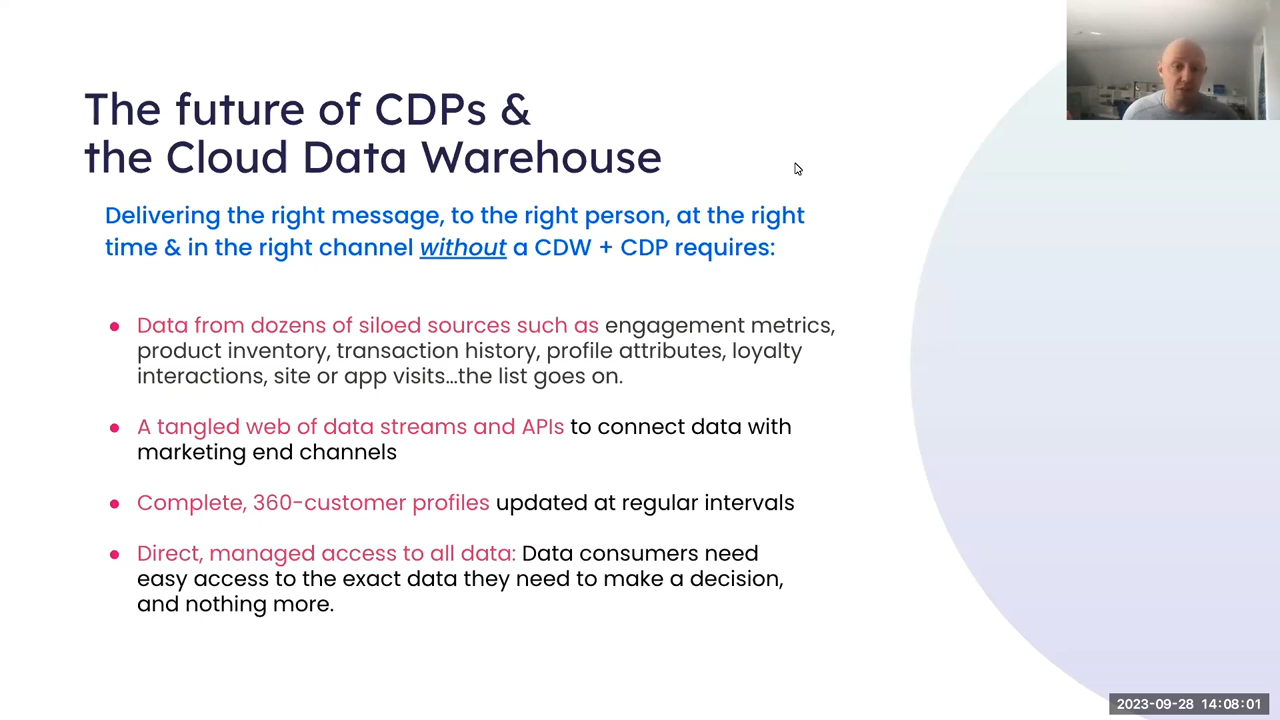 The future of CDPs &
the Cloud Data Warehouse
Delivering the right message, to the right person, at the right
time & in the right channel without a CDW + CDP requires:
● Data from dozens of siloed sources such as engagement metrics,
product inventory, transaction history, profile attributes, loyalty
interactions, site or app visits...the list goes on.
● A tangled web of data streams and APIs to connect data with
marketing end channels
● Complete, 360-customer profiles updated at regular intervals
● Direct, managed access to all data: Data consumers need
easy access to the exact data they need to make a decision,
and nothing more.
2023-09-28 14:08:01